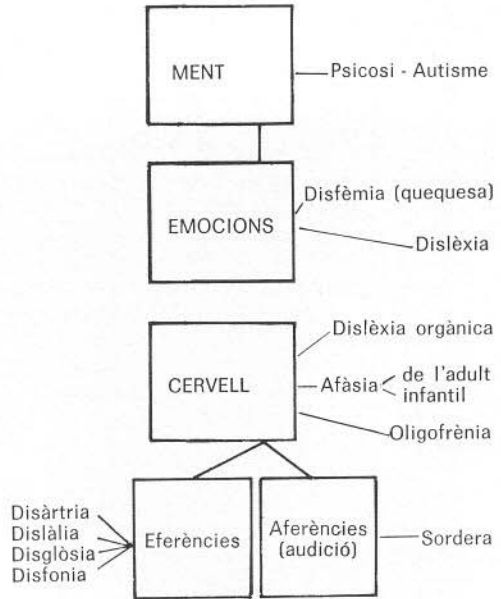 MENT
Psicosi - Autisme
EMOCIONS
Disfèmia (quequesa)
Dislèxia
CERVELL
Dislèxia orgànica
Afàsia
de l'adult
infantil
Oligofrènia
Disàrtria
Dislàlia
Disglòsia
Disfonia
Eferències
Aferències
(audició)
Sordera